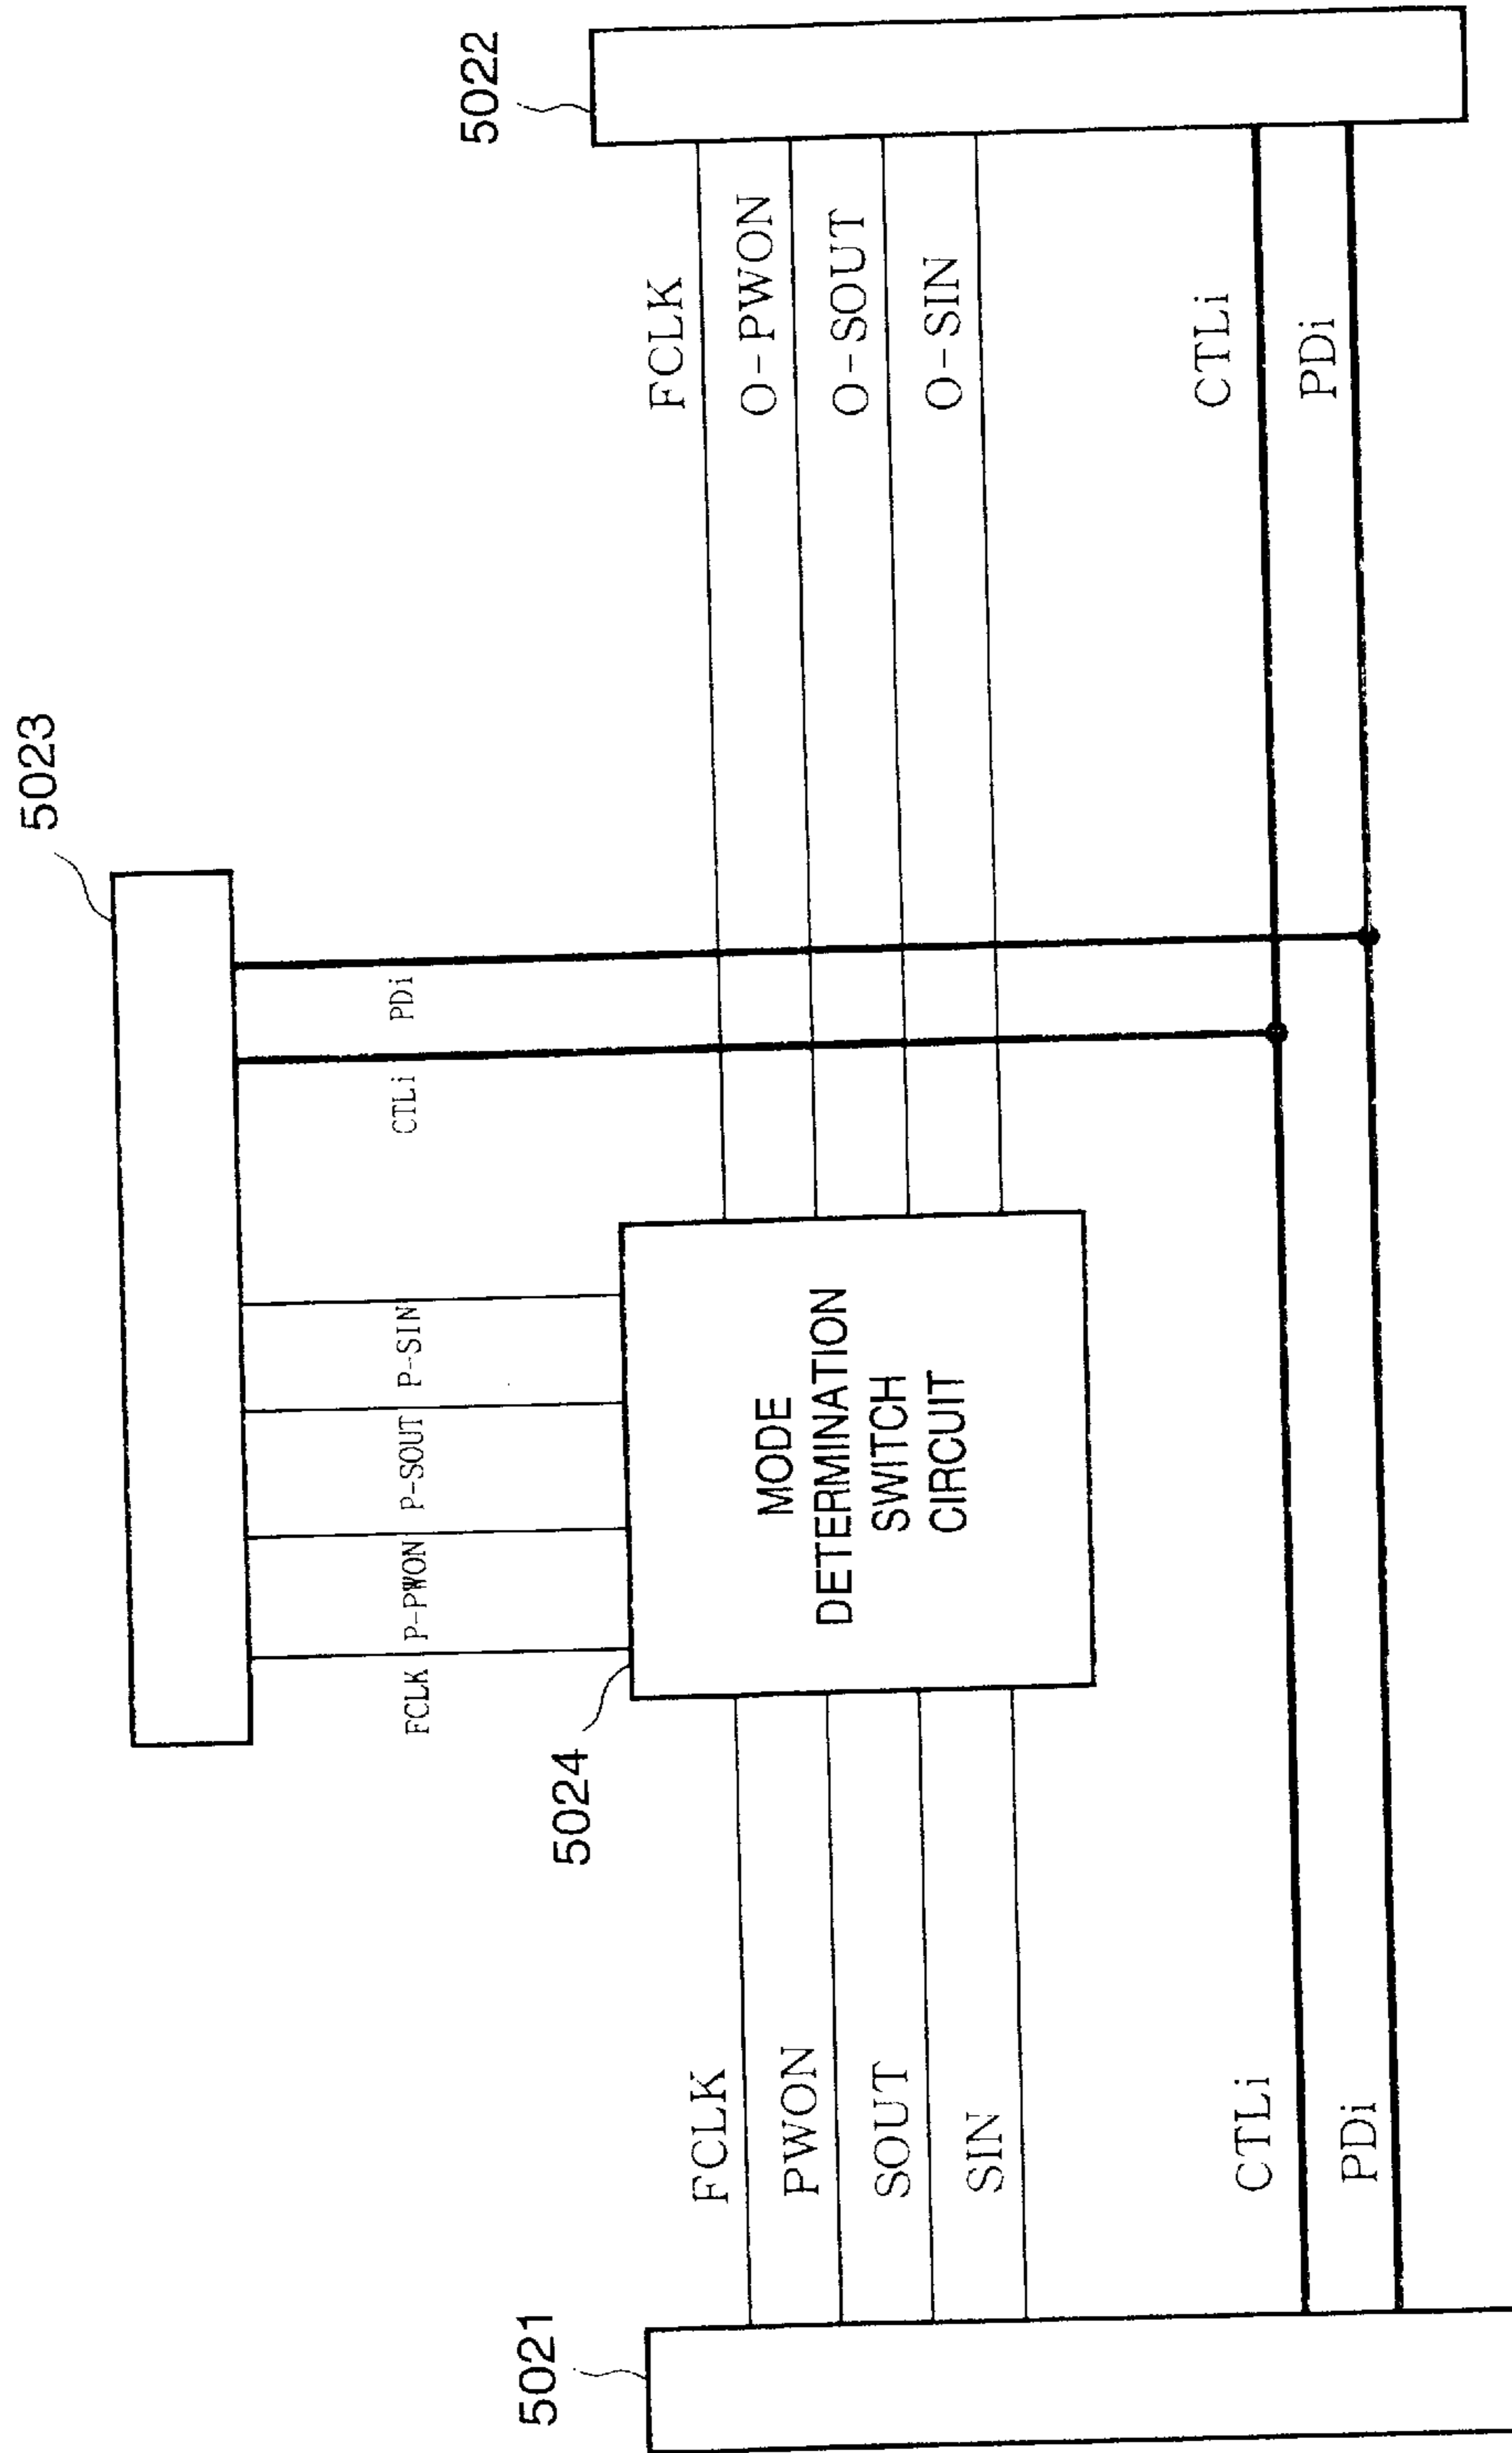 5023
5022
FCLK P-PWON P-SOUT P-SIN
CTLi PDi
5024
5021
FCLK
PWON
SOUT
SIN
MODE
DETERMINATION
SWITCH
CIRCUIT
FCLK
O-PWON
O-SOUT
O-SIN
CTLi
PDi
CTLi
PDi